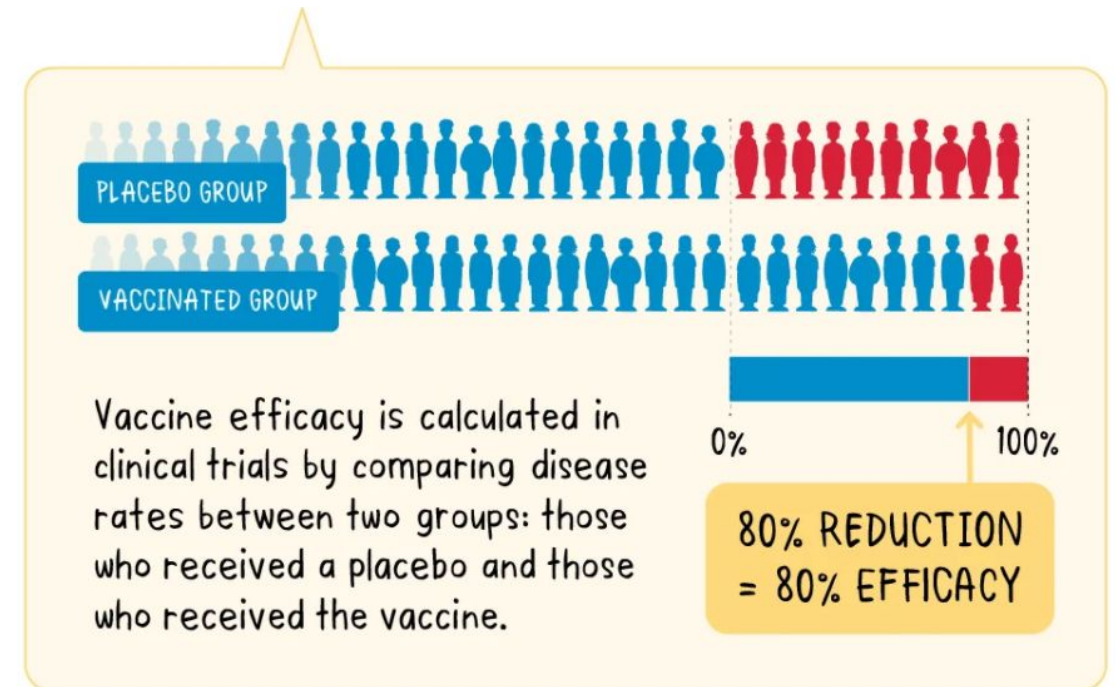 PLACEBO GROUP
VACCINATED GROUP
Vaccine efficacy is calculated in
clinical trials by comparing disease
rates between two groups: those
who received a placebo and those
who received the vaccine.
0%
100%
80% REDUCTION
= 80% EFFICACY